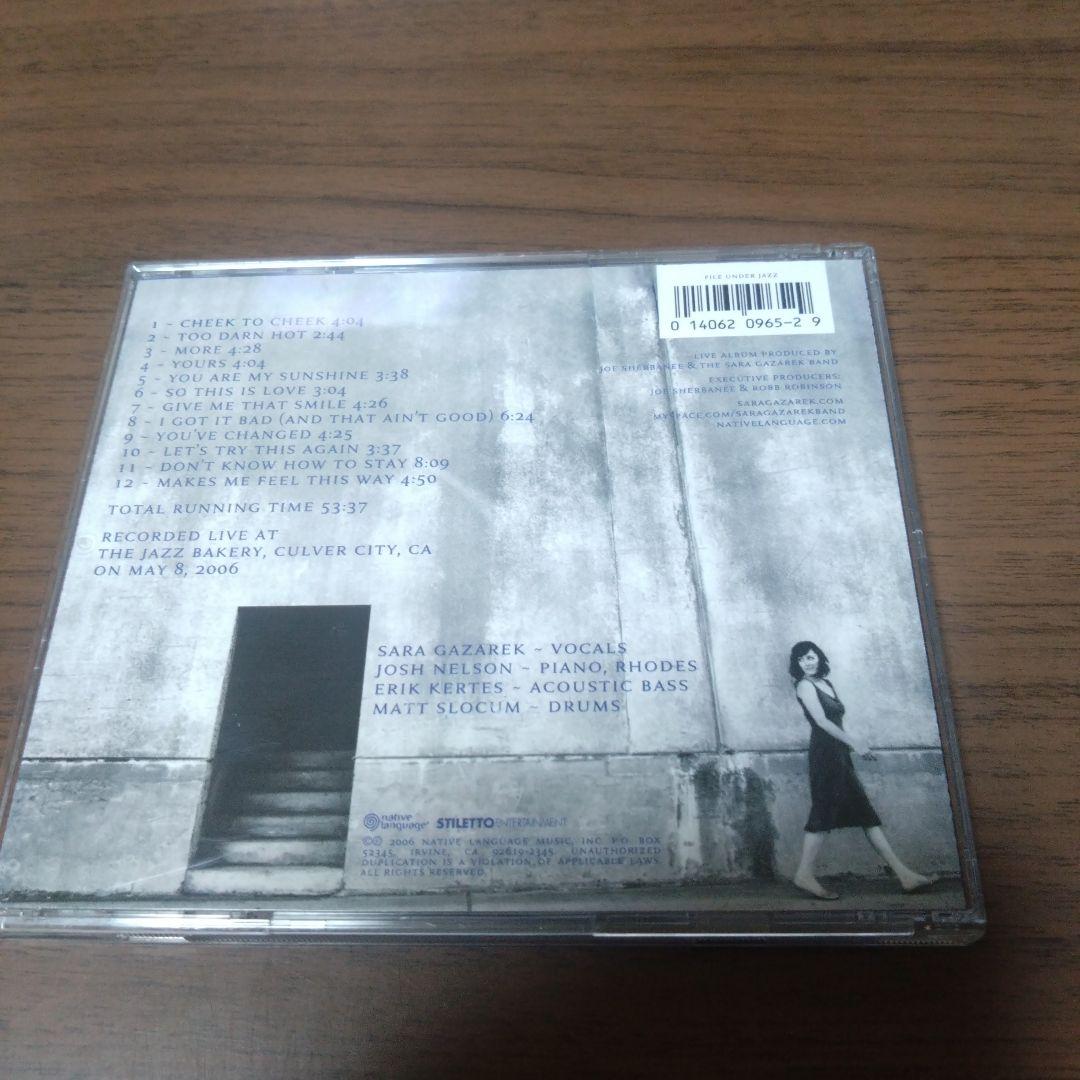 1 - CHEEK TO CHEEK 4:04
2 - TOO DARN HOT 2:44
3 - MORE 4:28
4 - YOURS 4:04
5 - YOU ARE MY SUNSHINE 3:38
6 - SO THIS IS LOVE 3:04
7 - GIVE ME THAT SMILE 4:26
8 - I GOT IT BAD (AND THAT AIN'T GOOD) 6:24
9 - YOU'VE CHANGED 4:25
10 - LET'S TRY THIS AGAIN 3:37
11 - DON'T KNOW HOW TO STAY 8:09
12 - MAKES ME FEEL THIS WAY 4:50
TOTAL RUNNING TIME 53:37
RECORDED LIVE AT
THE JAZZ BAKERY, CULVER CITY, CA
ON MAY 8, 2006
FILE UNDER JAZZ
0 14062 0965-2 9
LIVE ALBUM PRODUCED BY
JOE SHERBANEE & THE SARA GAZAREK BAND
EXECUTIVE PRODUCERS:
JOE SHERBANEE & ROBB ROBINSON
SARAGAZAREK.COM
MYSPACE.COM/SARAGAZAREKBAND
NATIVELANGUAGE.COM
SARA GAZAREK ~ VOCALS
JOSH NELSON ~ PIANO, RHODES
ERIK KERTES ~ ACOUSTIC BASS
MATT SLOCUM ~ DRUMS
native language STILETTO ENTERTAINMENT
℗© 2006 NATIVE LANGUAGE MUSIC, INC P.O. BOX
52345, IRVINE, CA 92619-2345. UNAUTHORIZED
DUPLICATION IS A VIOLATION OF APPLICABLE LAWS.
ALL RIGHTS RESERVED.